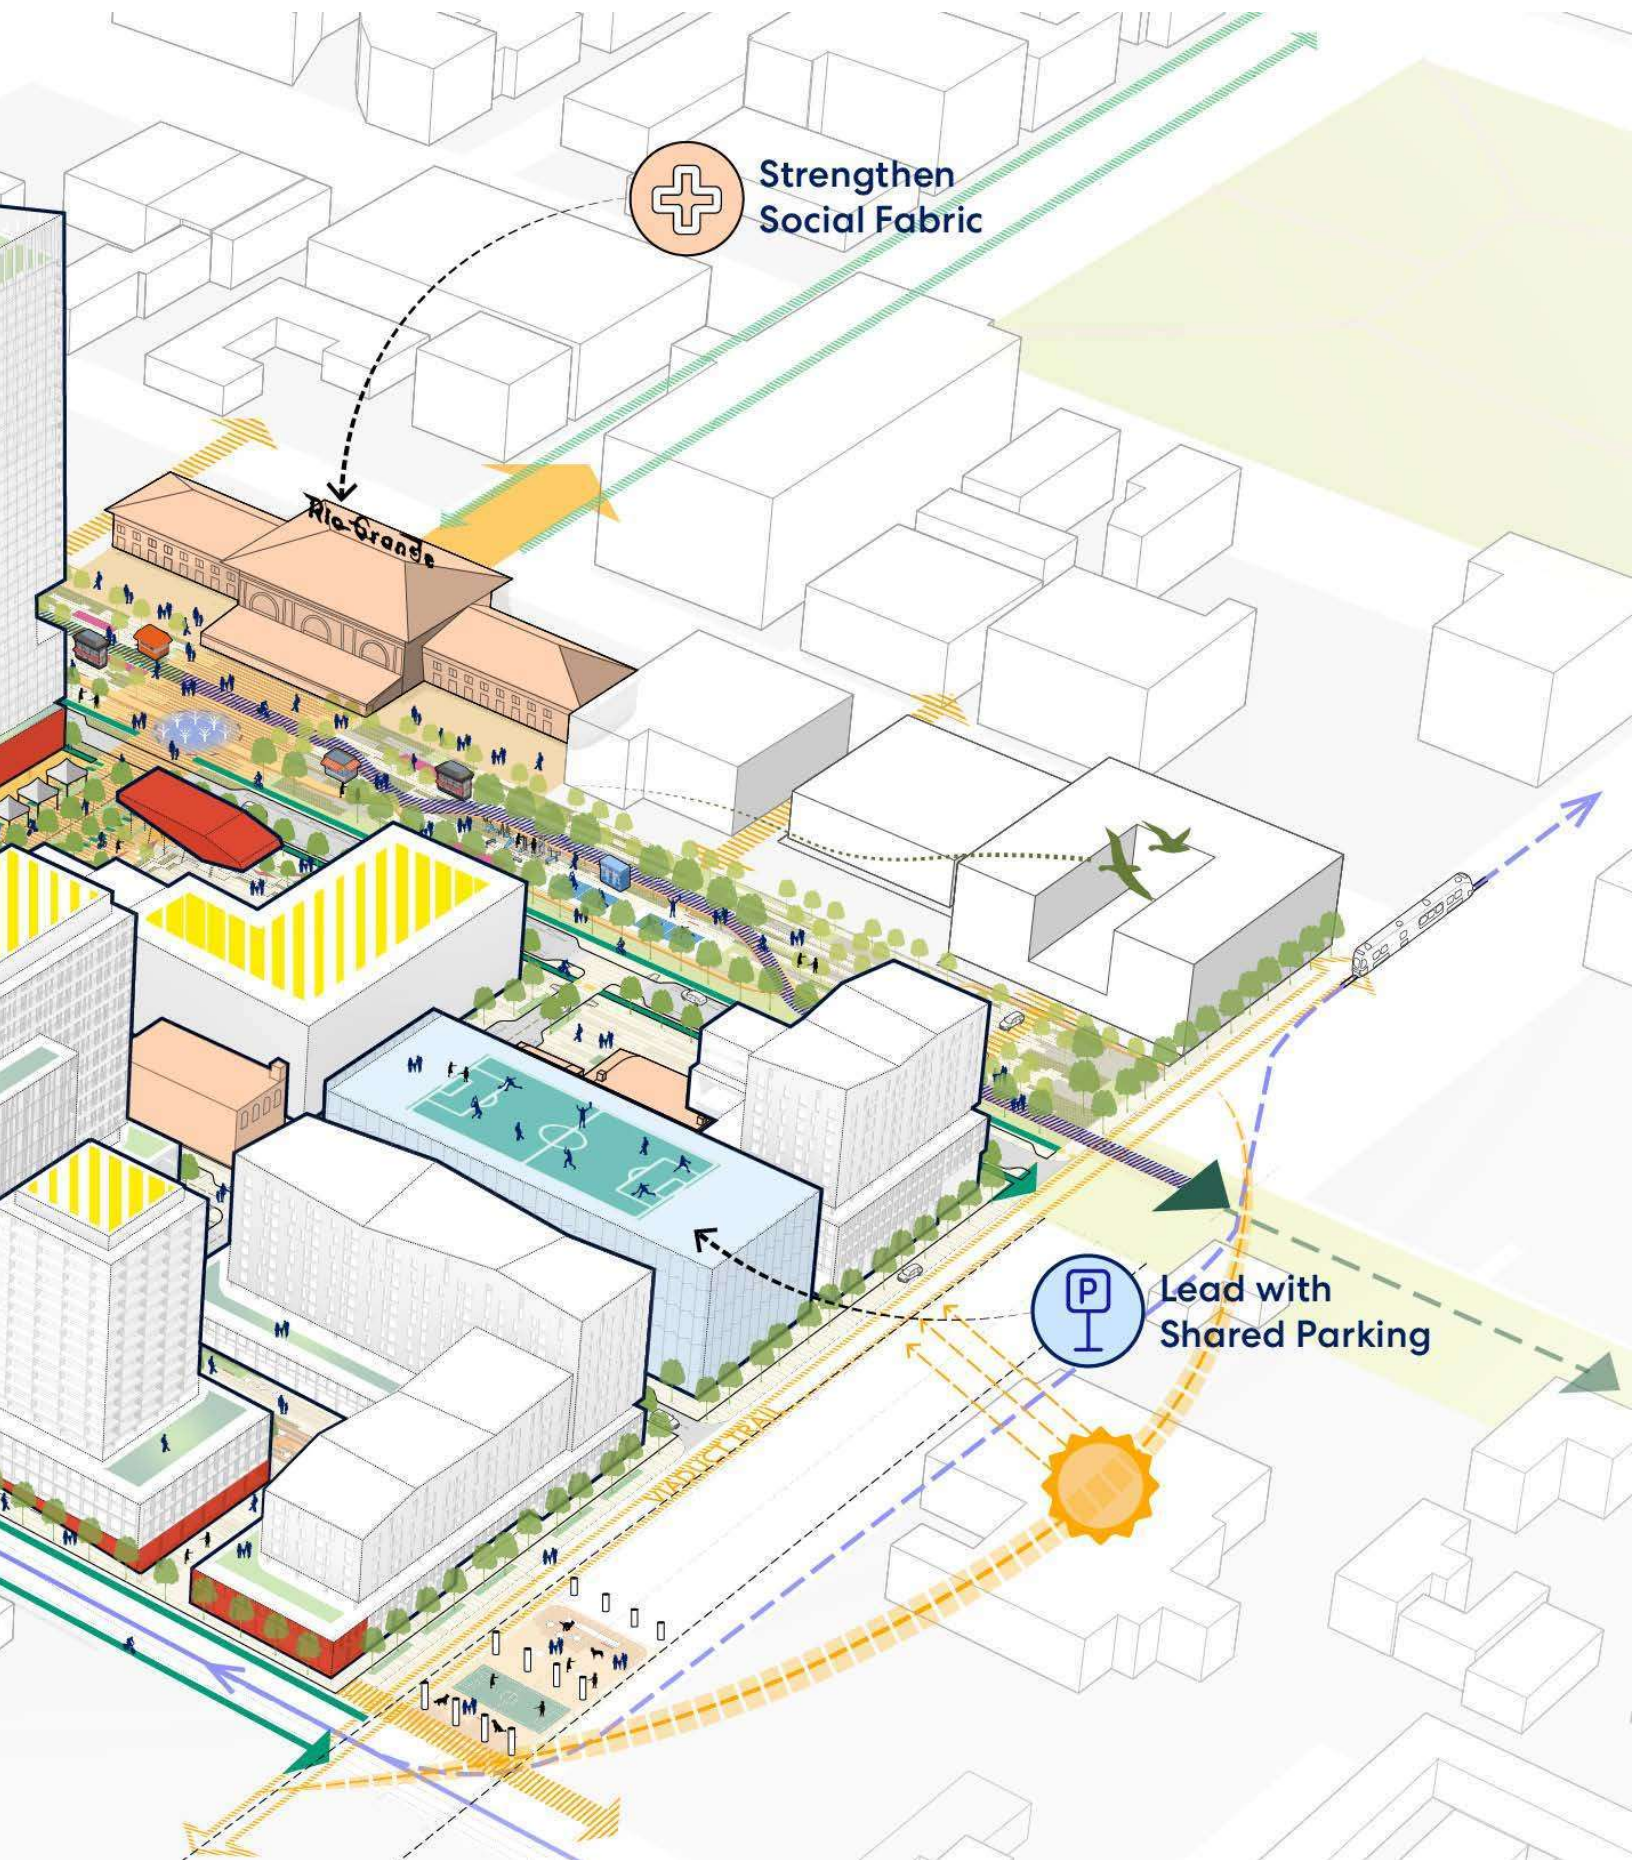 Strengthen
Social Fabric
Rio Grande
P
Lead with
Shared Parking
VIADUCT TRAIL